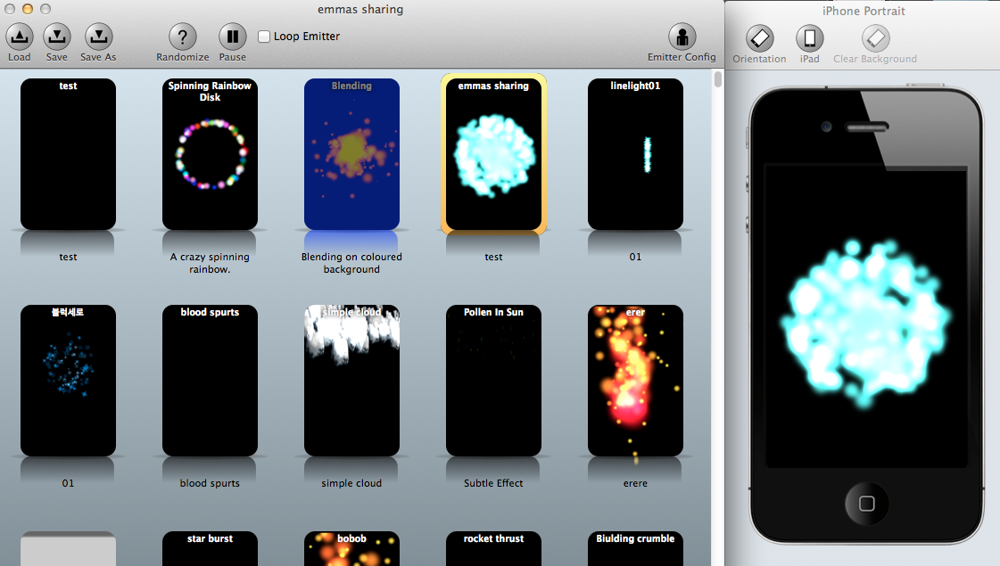 emmas sharing
iPhone Portrait
?
Load
Save
Save As
Randomize
Pause
Loop Emitter
Emitter Config
Orientation
iPad
Clear Background
test
Spinning Rainbow
Disk
Blending
emmas sharing
linelight01
test
A crazy spinning
rainbow.
Blending on coloured
background
test
01
블럭세로
blood spurts
simple cloud
Pollen In Sun
erer
01
blood spurts
simple cloud
Subtle Effect
erere
star burst
bobob
rocket thrust
Biulding crumble